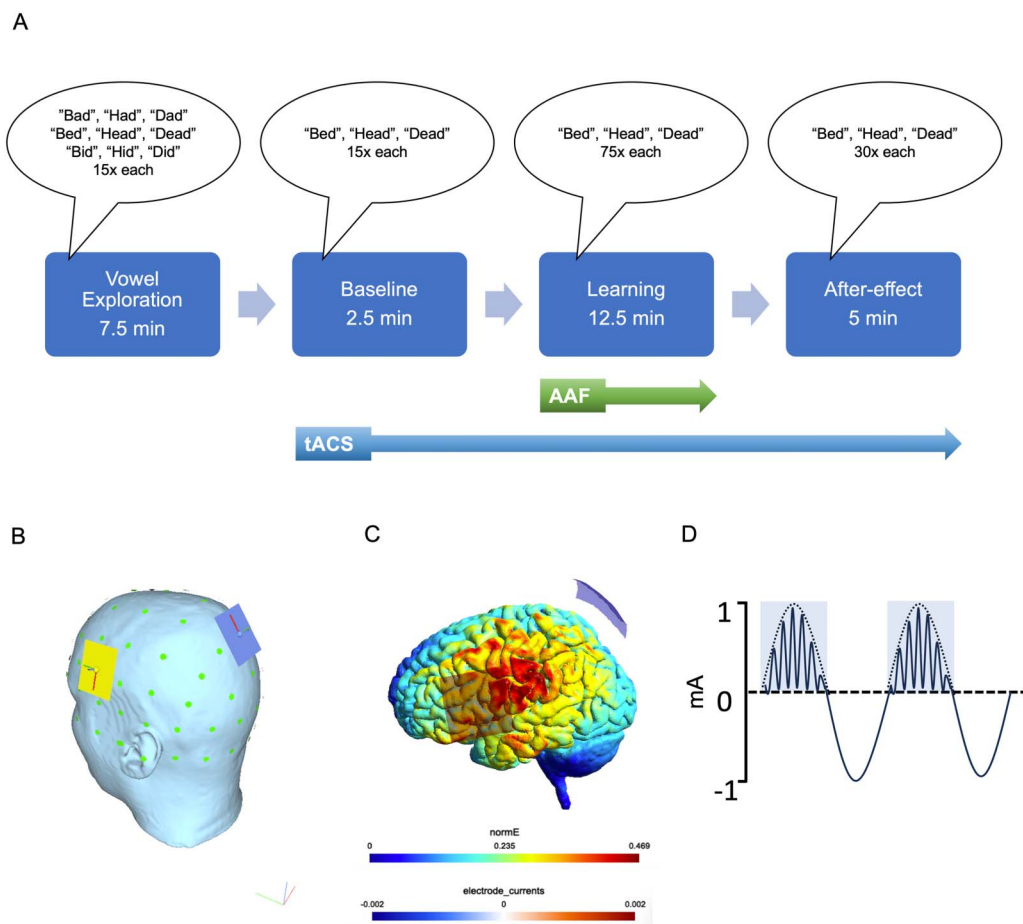 A
”Bad”, “Had”, “Dad”
“Bed”, “Head”, “Dead”
“Bid”, “Hid”, “Did”
15x each
“Bed”, “Head”, “Dead”
15x each
“Bed”, “Head”, “Dead”
75x each
“Bed”, “Head”, “Dead”
30x each
Vowel
Exploration
7.5 min
Baseline
2.5 min
Learning
12.5 min
After-effect
5 min
AAF
tACS
B
C
D
1
mA
0
-1
normE
0
0.235
0.469
electrode_currents
-0.002
0
0.002